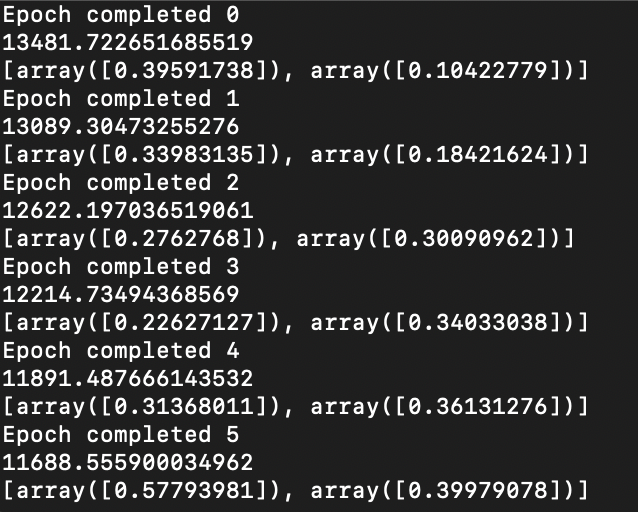 Epoch completed 0
13481.722651685519
[array([0.39591738]), array([0.10422779])]
Epoch completed 1
13089.30473255276
[array([0.33983135]), array([0.18421624])]
Epoch completed 2
12622.197036519061
[array([0.2762768]), array([0.30090962])]
Epoch completed 3
12214.73494368569
[array([0.22627127]), array([0.34033038])]
Epoch completed 4
11891.487666143532
[array([0.31368011]), array([0.36131276])]
Epoch completed 5
11688.555900034962
[array([0.57793981]), array([0.39979078])]